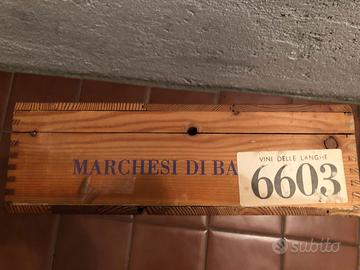 MARCHESI DI BA
VINI DELLE LANGHE
6603
subito